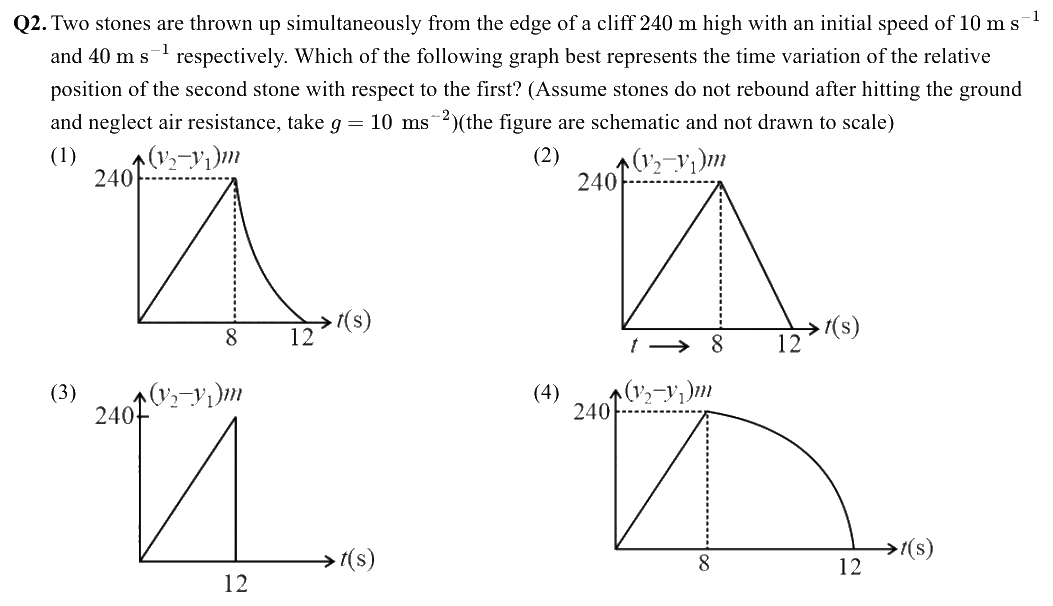 Q2. Two stones are thrown up simultaneously from the edge of a cliff 240 m high with an initial speed of 10 m s⁻¹
and 40 m s⁻¹ respectively. Which of the following graph best represents the time variation of the relative
position of the second stone with respect to the first? (Assume stones do not rebound after hitting the ground
and neglect air resistance, take g = 10 ms⁻²)(the figure are schematic and not drawn to scale)
(1) (y₂−y₁)m
240
t(s)
8 12
(2) (y₂−y₁)m
240
t(s)
t → 8 12
(3) (y₂−y₁)m
240
t(s)
12
(4) (y₂−y₁)m
240
t(s)
8 12